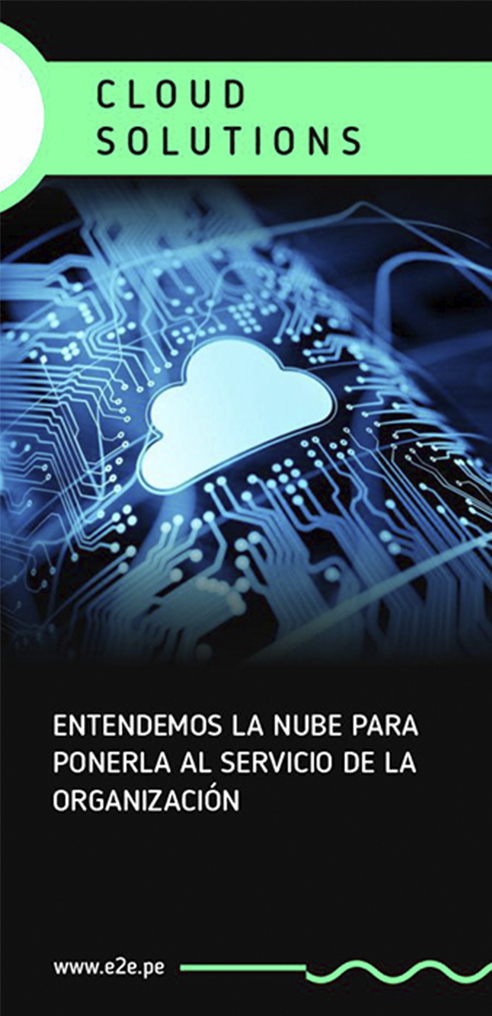 CLOUD
SOLUTIONS
ENTENDEMOS LA NUBE PARA
PONERLA AL SERVICIO DE LA
ORGANIZACIÓN
www.e2e.pe